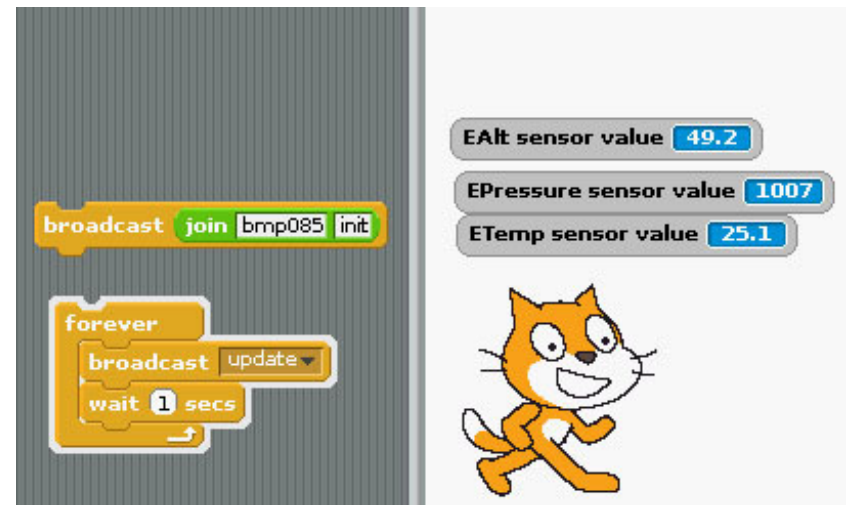 broadcast join bmp085 init
forever
broadcast update
wait 1 secs
EAlt sensor value 49.2
EPressure sensor value 1007
ETemp sensor value 25.1